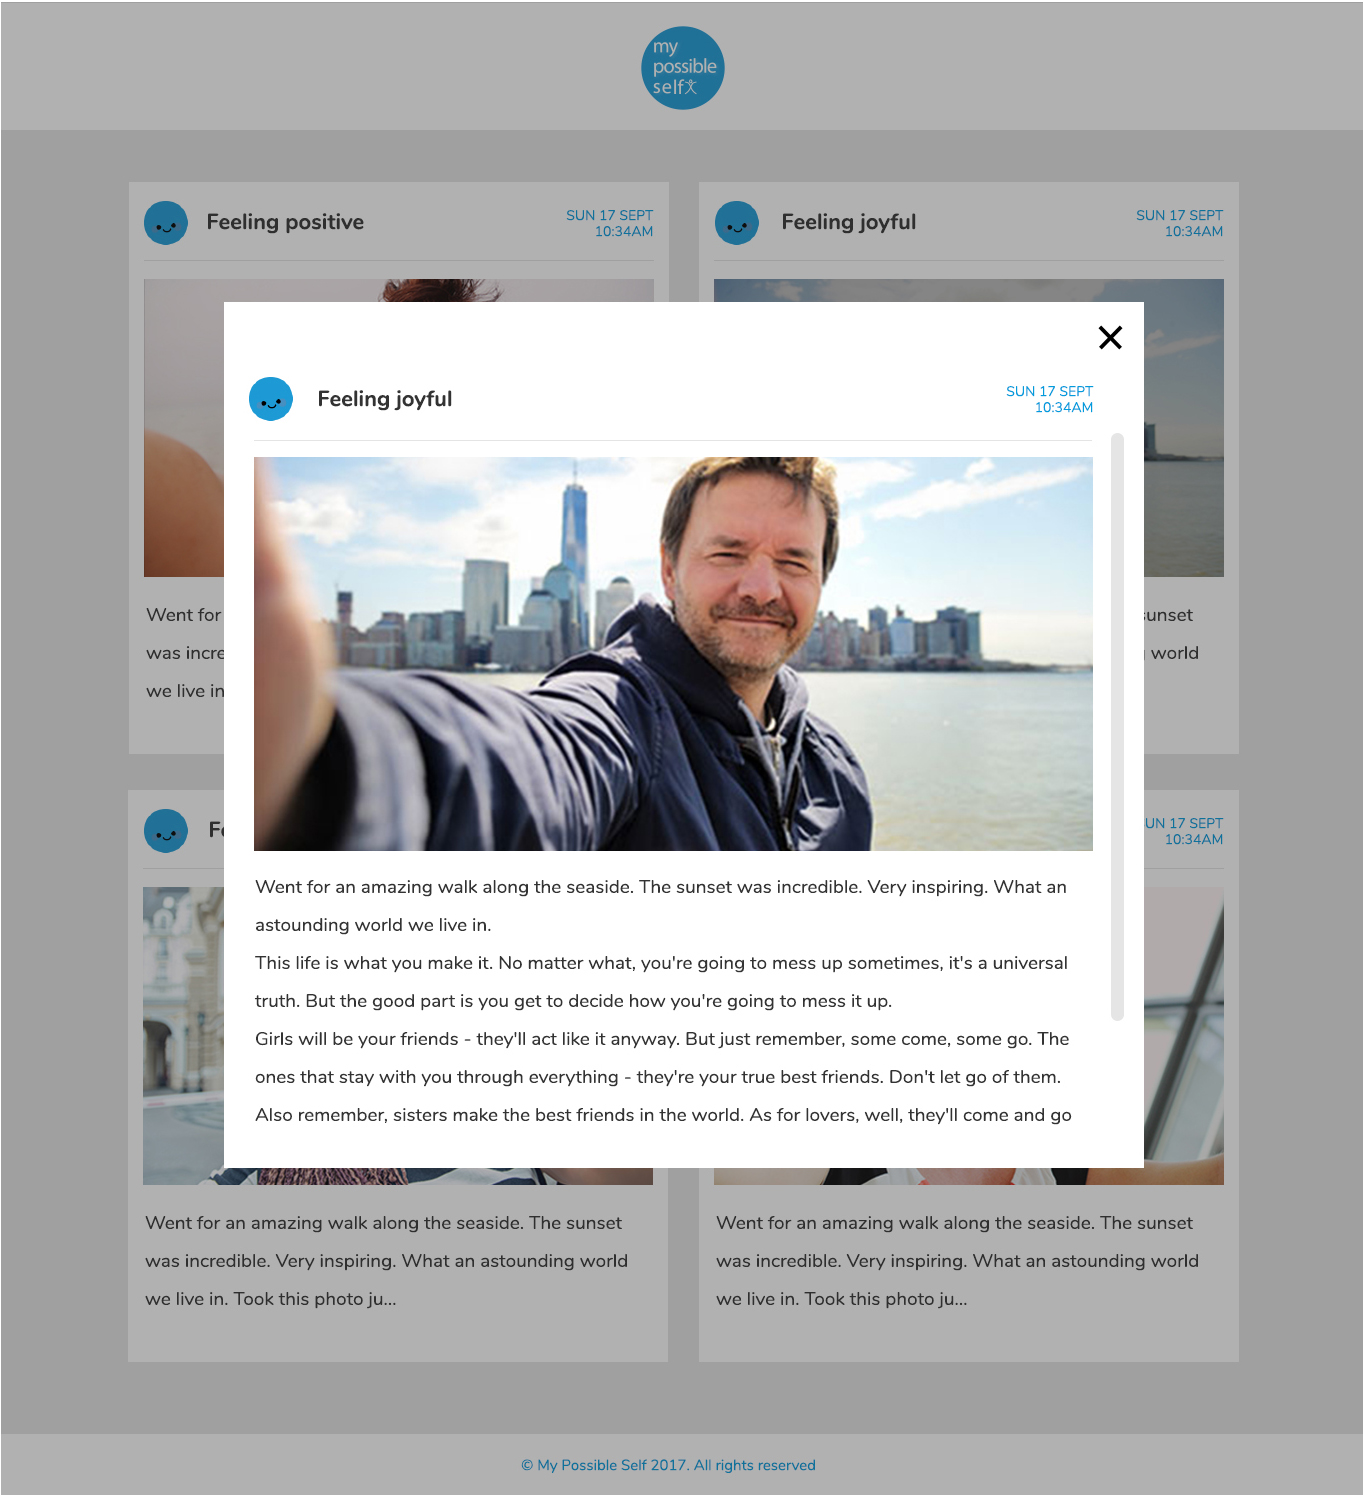 my
possible
self
Feeling positive
SUN 17 SEPT
10:34AM
Feeling joyful
SUN 17 SEPT
10:34AM
Feeling joyful
SUN 17 SEPT
10:34AM
Went for
was incre
we live in
sunset
world
Went for an amazing walk along the seaside. The sunset was incredible. Very inspiring. What an
astounding world we live in.
This life is what you make it. No matter what, you're going to mess up sometimes, it's a universal
truth. But the good part is you get to decide how you're going to mess it up.
Girls will be your friends - they'll act like it anyway. But just remember, some come, some go. The
ones that stay with you through everything - they're your true best friends. Don't let go of them.
Also remember, sisters make the best friends in the world. As for lovers, well, they'll come and go
Fe
UN 17 SEPT
10:34AM
Went for an amazing walk along the seaside. The sunset
was incredible. Very inspiring. What an astounding world
we live in. Took this photo ju...
Went for an amazing walk along the seaside. The sunset
was incredible. Very inspiring. What an astounding world
we live in. Took this photo ju...
© My Possible Self 2017. All rights reserved